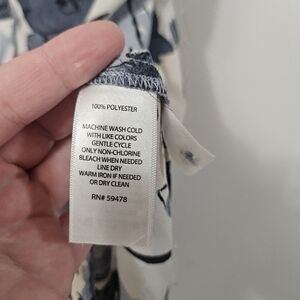 100% POLYESTER
MACHINE WASH COLD
WITH LIKE COLORS
GENTLE CYCLE
ONLY NON-CHLORINE
BLEACH WHEN NEEDED
LINE DRY
WARM IRON IF NEEDED
OR DRY CLEAN
RN# 59478